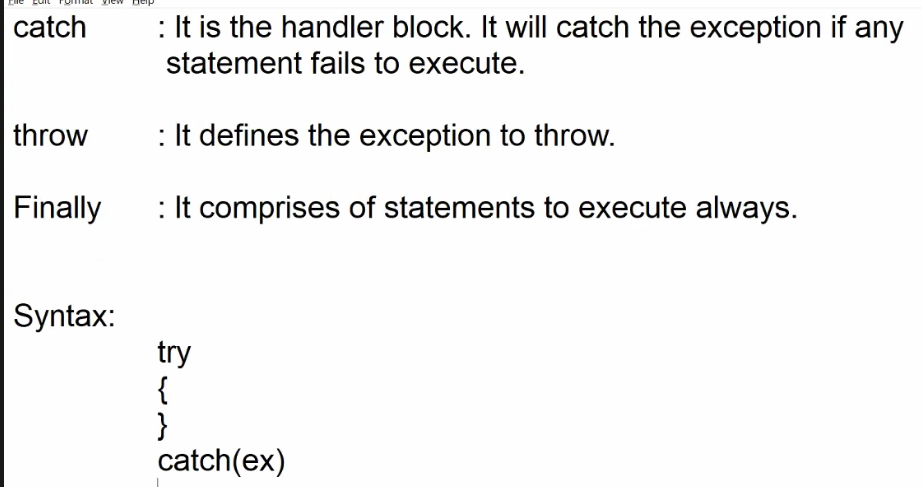 File Edit Format View Help
catch : It is the handler block. It will catch the exception if any
statement fails to execute.
throw : It defines the exception to throw.
Finally : It comprises of statements to execute always.
Syntax:
try
{
}
catch(ex)